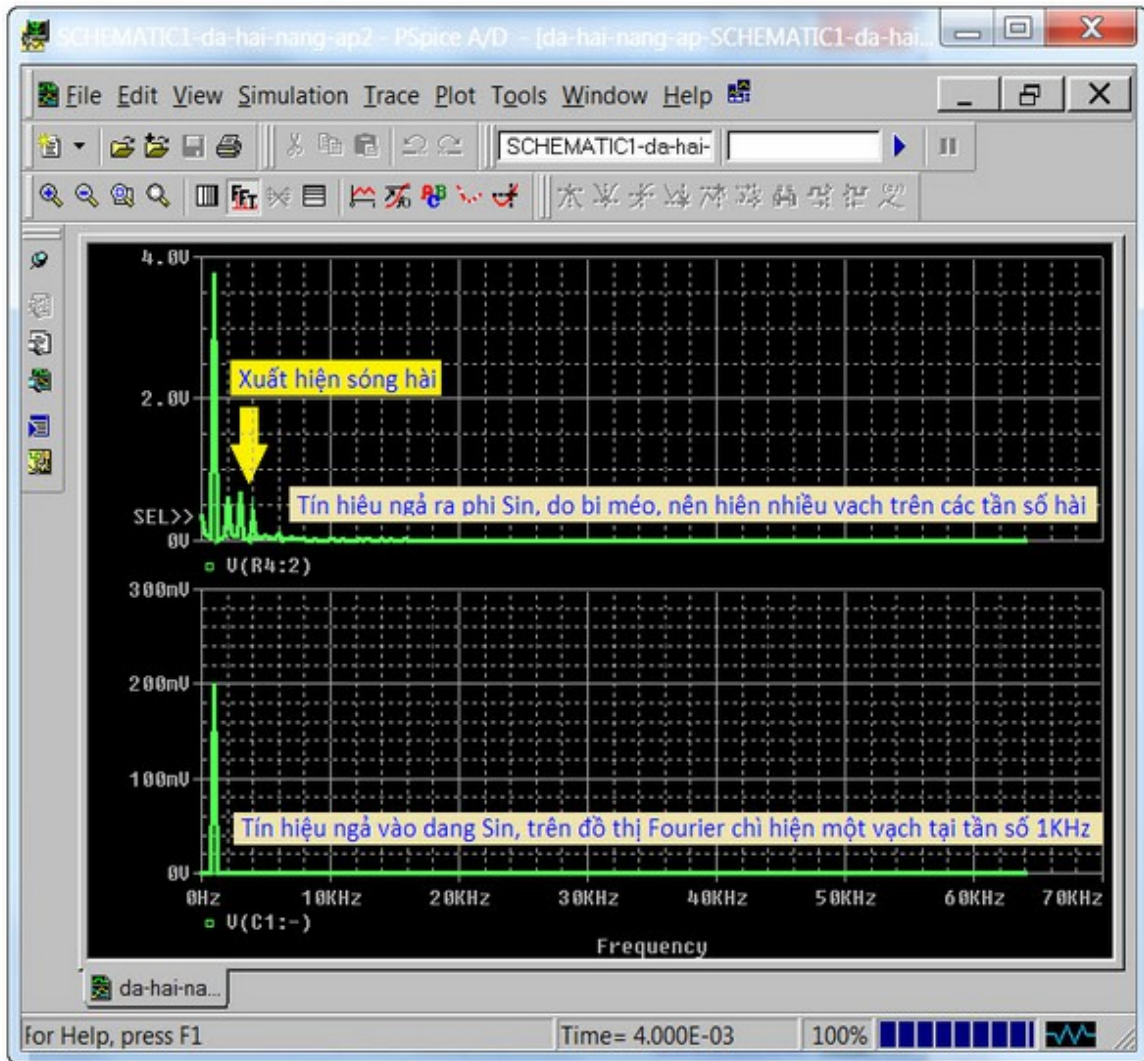 SCHEMATIC1-da-hai-nang-ap2 - PSpice A/D - [da-hai-nang-ap-SCHEMATIC1-da-hai...
File Edit View Simulation Trace Plot Tools Window Help
SCHEMATIC1-da-hai-
FFT
4.0V
Xuất hiện sóng hài
2.0V
Tín hiêu ngả ra phi Sin, do bi méo, nên hiên nhiều vach trên các tần số hài
SEL>>
0V
V(R4:2)
300mV
200mV
100mV
Tín hiệu ngả vào dang Sin, trên đồ thị Fourier chì hiện một vạch tại tần số 1KHz
0V
0Hz 10KHz 20KHz 30KHz 40KHz 50KHz 60KHz 70KHz
V(C1:-)
Frequency
da-hai-na...
For Help, press F1 Time= 4.000E-03 100%